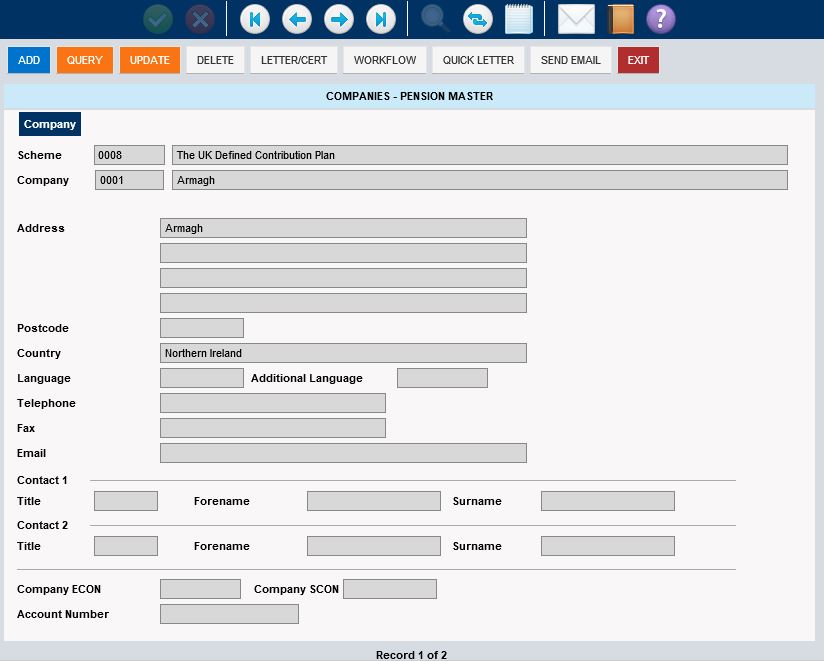 ?
ADD QUERY UPDATE DELETE LETTER/CERT WORKFLOW QUICK LETTER SEND EMAIL EXIT
COMPANIES - PENSION MASTER
Company
Scheme 0008 The UK Defined Contribution Plan
Company 0001 Armagh
Address Armagh
Postcode
Country Northern Ireland
Language Additional Language
Telephone
Fax
Email
Contact 1
Title Forename Surname
Contact 2
Title Forename Surname
Company ECON Company SCON
Account Number
Record 1 of 2